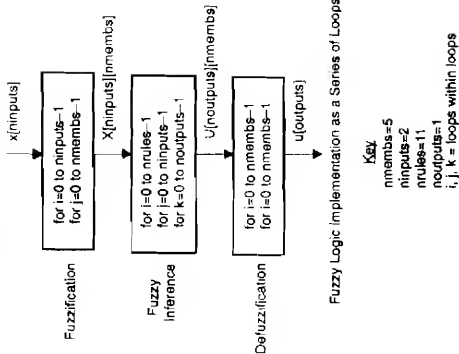 x[ninputs]
Fuzzification
for i=0 to ninputs-1
for j=0 to nmembs-1
X[ninputs][nmembs]
Fuzzy
Inference
for i=0 to nrules-1
for j=0 to ninputs-1
for k=0 to noutputs-1
U[noutputs][nmembs]
Defuzzification
for i=0 to nmembs-1
for i=0 to nmembs-1
u[outputs]
Fuzzy Logic Implementation as a Series of Loops
Key
nmembs=5
ninputs=2
nrules=11
noutputs=1
i, j, k = loops within loops